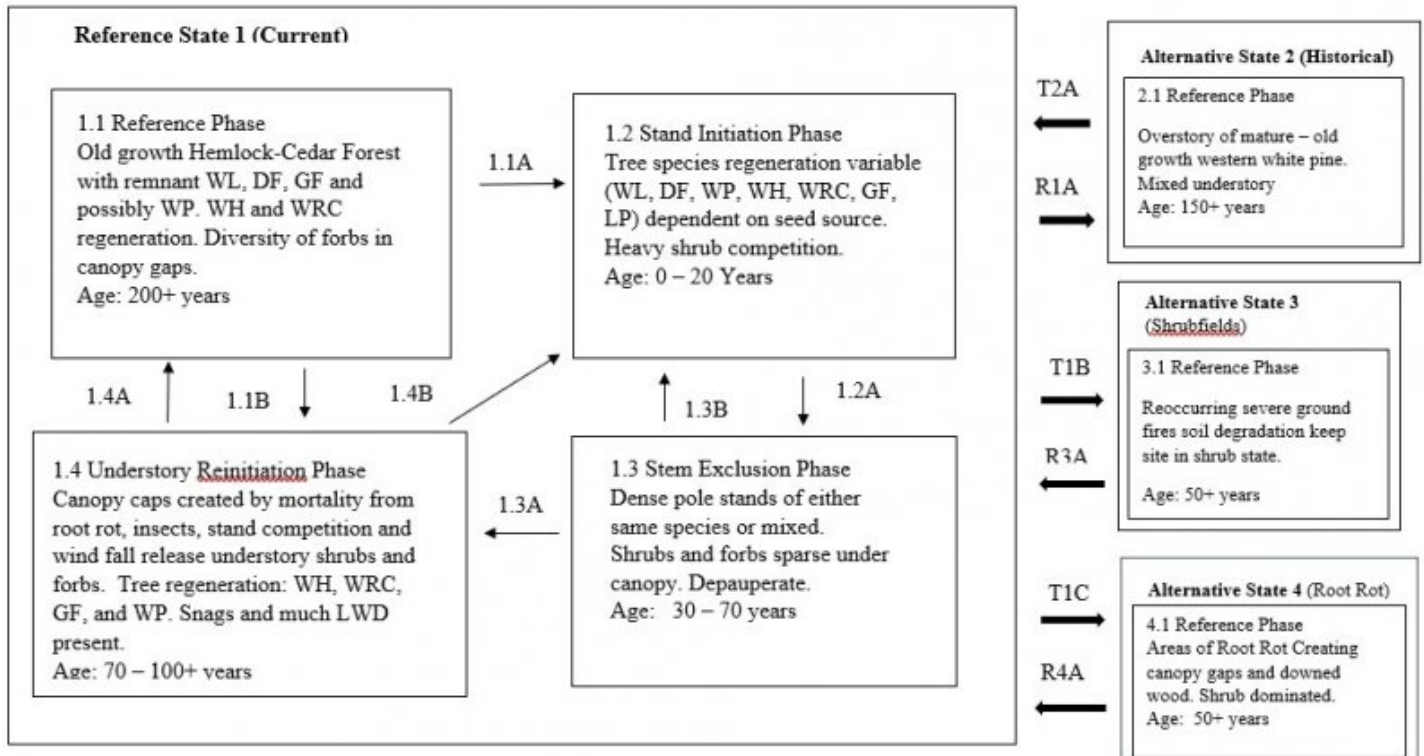 Reference State 1 (Current)
1.1 Reference Phase
Old growth Hemlock-Cedar Forest
with remnant WL, DF, GF and
possibly WP. WH and WRC
regeneration. Diversity of forbs in
canopy gaps.
Age: 200+ years
1.1A
1.2 Stand Initiation Phase
Tree species regeneration variable
(WL, DF, WP, WH, WRC, GF,
LP) dependent on seed source.
Heavy shrub competition.
Age: 0 – 20 Years
1.4A
1.1B
1.4B
1.3B
1.2A
1.4 Understory Reinitiation Phase
Canopy caps created by mortality from
root rot, insects, stand competition and
wind fall release understory shrubs and
forbs. Tree regeneration: WH, WRC,
GF, and WP. Snags and much LWD
present.
Age: 70 – 100+ years
1.3A
1.3 Stem Exclusion Phase
Dense pole stands of either
same species or mixed.
Shrubs and forbs sparse under
canopy. Depauperate.
Age: 30 – 70 years
T2A
R1A
Alternative State 2 (Historical)
2.1 Reference Phase
Overstory of mature – old
growth western white pine.
Mixed understory
Age: 150+ years
T1B
R3A
Alternative State 3
(Shrubfields)
3.1 Reference Phase
Reoccurring severe ground
fires soil degradation keep
site in shrub state.
Age: 50+ years
T1C
R4A
Alternative State 4 (Root Rot)
4.1 Reference Phase
Areas of Root Rot Creating
canopy gaps and downed
wood. Shrub dominated.
Age: 50+ years